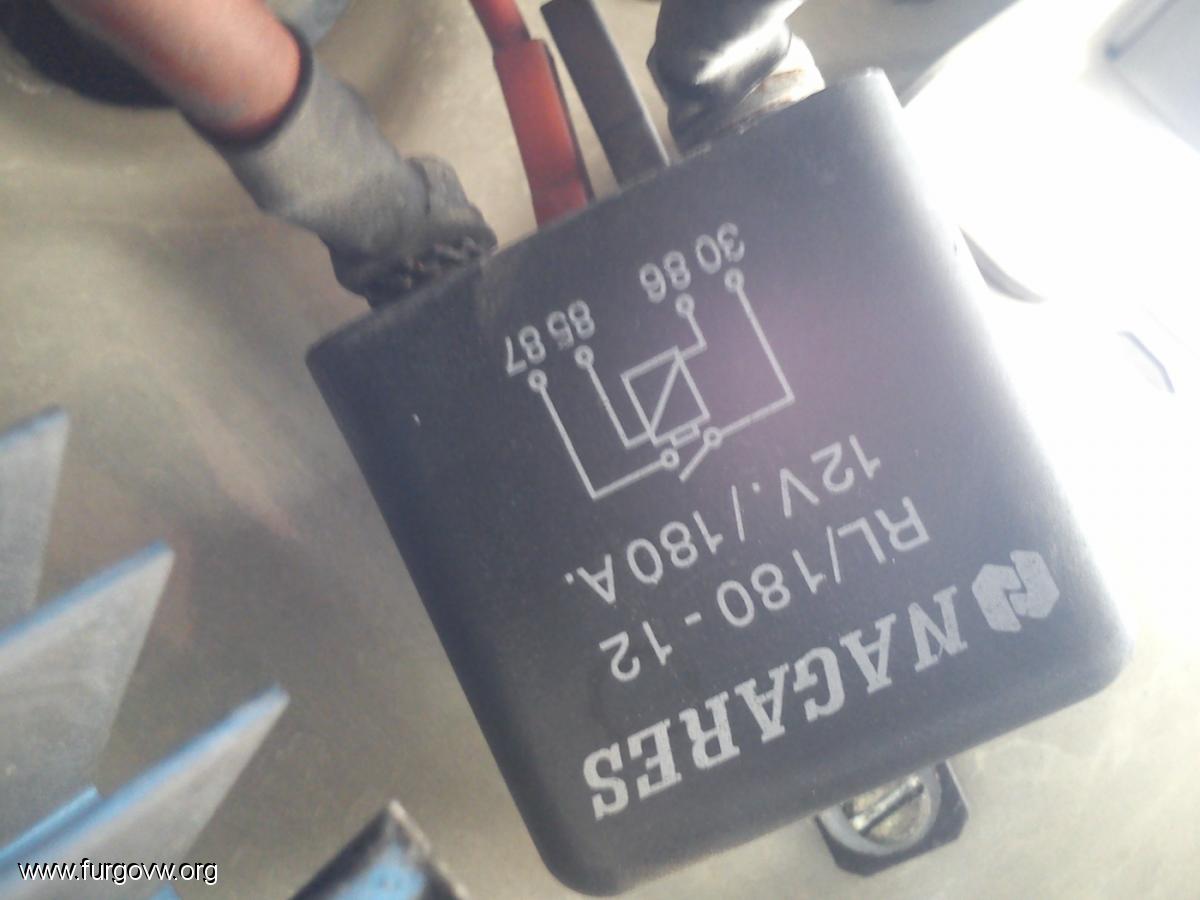 NAGARES
RL/180-12
12V./180A.
85 87
30 86
www.furgovw.org